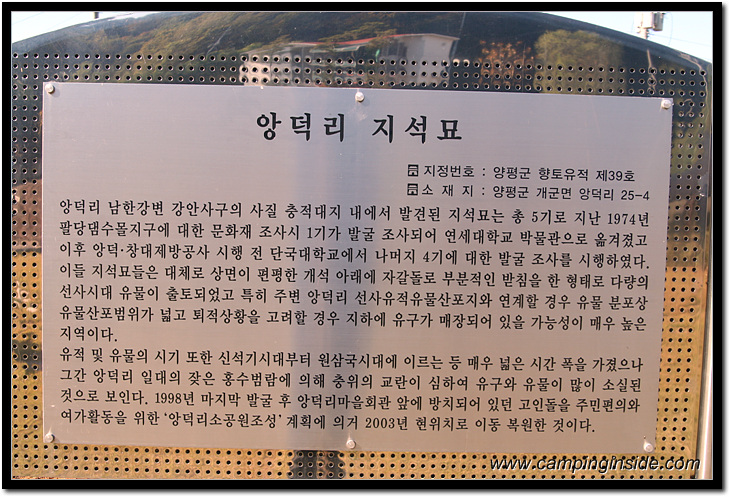 앙덕리 지석묘
지정번호 : 양평군 향토유적 제39호
소 재 지 : 양평군 개군면 앙덕리 25-4
앙덕리 남한강변 강안사구의 사질 충적대지 내에서 발견된 지석묘는 총 5기로 지난 1974년
팔당댐수몰지구에 대한 문화재 조사시 1기가 발굴 조사되어 연세대학교 박물관으로 옮겨졌고
이후 앙덕·창대제방공사 시행 전 단국대학교에서 나머지 4기에 대한 발굴 조사를 시행하였다.
이들 지석묘들은 대체로 상면이 편평한 개석 아래에 자갈돌로 부분적인 받침을 한 형태로 다량의
선사시대 유물이 출토되었고 특히 주변 앙덕리 선사유적유물산포지와 연계할 경우 유물 분포상
유물산포범위가 넓고 퇴적상황을 고려할 경우 지하에 유구가 매장되어 있을 가능성이 매우 높은
지역이다.
유적 및 유물의 시기 또한 신석기시대부터 원삼국시대에 이르는 등 매우 넓은 시간 폭을 가졌으나
그간 앙덕리 일대의 잦은 홍수범람에 의해 층위의 교란이 심하여 유구와 유물이 많이 소실된
것으로 보인다. 1998년 마지막 발굴 후 앙덕리마을회관 앞에 방치되어 있던 고인돌을 주민편의와
여가활동을 위한 '앙덕리소공원조성' 계획에 의거 2003년 현위치로 이동 복원한 것이다.
www.campinginside.com